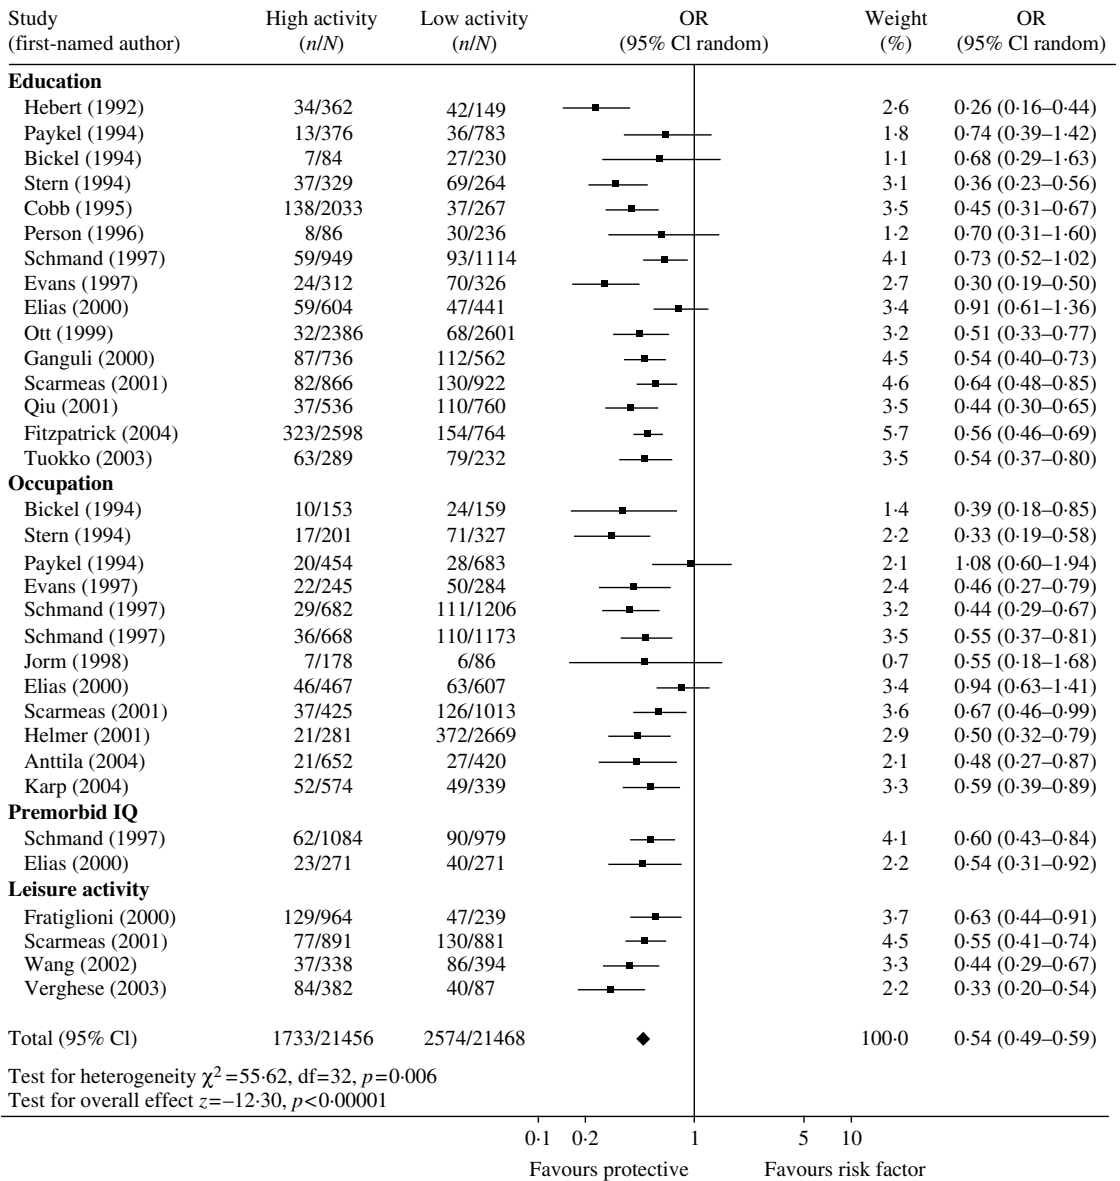 Study High activity Low activity OR Weight OR
(first-named author) (n/N) (n/N) (95% Cl random) (%) (95% Cl random)
Education
Hebert (1992) 34/362 42/149 2·6 0·26 (0·16–0·44)
Paykel (1994) 13/376 36/783 1·8 0·74 (0·39–1·42)
Bickel (1994) 7/84 27/230 1·1 0·68 (0·29–1·63)
Stern (1994) 37/329 69/264 3·1 0·36 (0·23–0·56)
Cobb (1995) 138/2033 37/267 3·5 0·45 (0·31–0·67)
Person (1996) 8/86 30/236 1·2 0·70 (0·31–1·60)
Schmand (1997) 59/949 93/1114 4·1 0·73 (0·52–1·02)
Evans (1997) 24/312 70/326 2·7 0·30 (0·19–0·50)
Elias (2000) 59/604 47/441 3·4 0·91 (0·61–1·36)
Ott (1999) 32/2386 68/2601 3·2 0·51 (0·33–0·77)
Ganguli (2000) 87/736 112/562 4·5 0·54 (0·40–0·73)
Scarmeas (2001) 82/866 130/922 4·6 0·64 (0·48–0·85)
Qiu (2001) 37/536 110/760 3·5 0·44 (0·30–0·65)
Fitzpatrick (2004) 323/2598 154/764 5·7 0·56 (0·46–0·69)
Tuokko (2003) 63/289 79/232 3·5 0·54 (0·37–0·80)
Occupation
Bickel (1994) 10/153 24/159 1·4 0·39 (0·18–0·85)
Stern (1994) 17/201 71/327 2·2 0·33 (0·19–0·58)
Paykel (1994) 20/454 28/683 2·1 1·08 (0·60–1·94)
Evans (1997) 22/245 50/284 2·4 0·46 (0·27–0·79)
Schmand (1997) 29/682 111/1206 3·2 0·44 (0·29–0·67)
Schmand (1997) 36/668 110/1173 3·5 0·55 (0·37–0·81)
Jorm (1998) 7/178 6/86 0·7 0·55 (0·18–1·68)
Elias (2000) 46/467 63/607 3·4 0·94 (0·63–1·41)
Scarmeas (2001) 37/425 126/1013 3·6 0·67 (0·46–0·99)
Helmer (2001) 21/281 372/2669 2·9 0·50 (0·32–0·79)
Anttila (2004) 21/652 27/420 2·1 0·48 (0·27–0·87)
Karp (2004) 52/574 49/339 3·3 0·59 (0·39–0·89)
Premorbid IQ
Schmand (1997) 62/1084 90/979 4·1 0·60 (0·43–0·84)
Elias (2000) 23/271 40/271 2·2 0·54 (0·31–0·92)
Leisure activity
Fratiglioni (2000) 129/964 47/239 3·7 0·63 (0·44–0·91)
Scarmeas (2001) 77/891 130/881 4·5 0·55 (0·41–0·74)
Wang (2002) 37/338 86/394 3·3 0·44 (0·29–0·67)
Verghese (2003) 84/382 40/87 2·2 0·33 (0·20–0·54)
Total (95% Cl) 1733/21456 2574/21468 100·0 0·54 (0·49–0·59)
Test for heterogeneity χ²=55·62, df=32, p=0·006
Test for overall effect z=–12·30, p<0·00001
0·1 0·2 1 5 10
Favours protective Favours risk factor